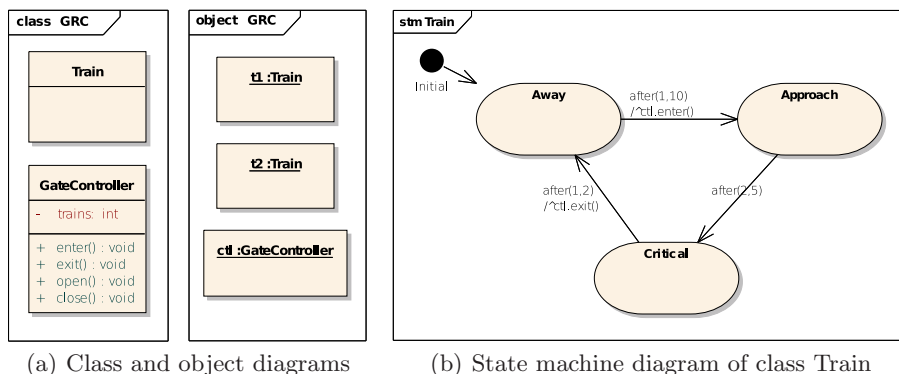 class GRC
Train
GateController
- trains: int
+ enter() : void
+ exit() : void
+ open() : void
+ close() : void
object GRC
t1 :Train
t2 :Train
ctl :GateController
(a) Class and object diagrams
stm Train
Initial
Away
after(1,10)
/^ctl.enter()
Approach
after(1,2)
/^ctl.exit()
after(2,5)
Critical
(b) State machine diagram of class Train